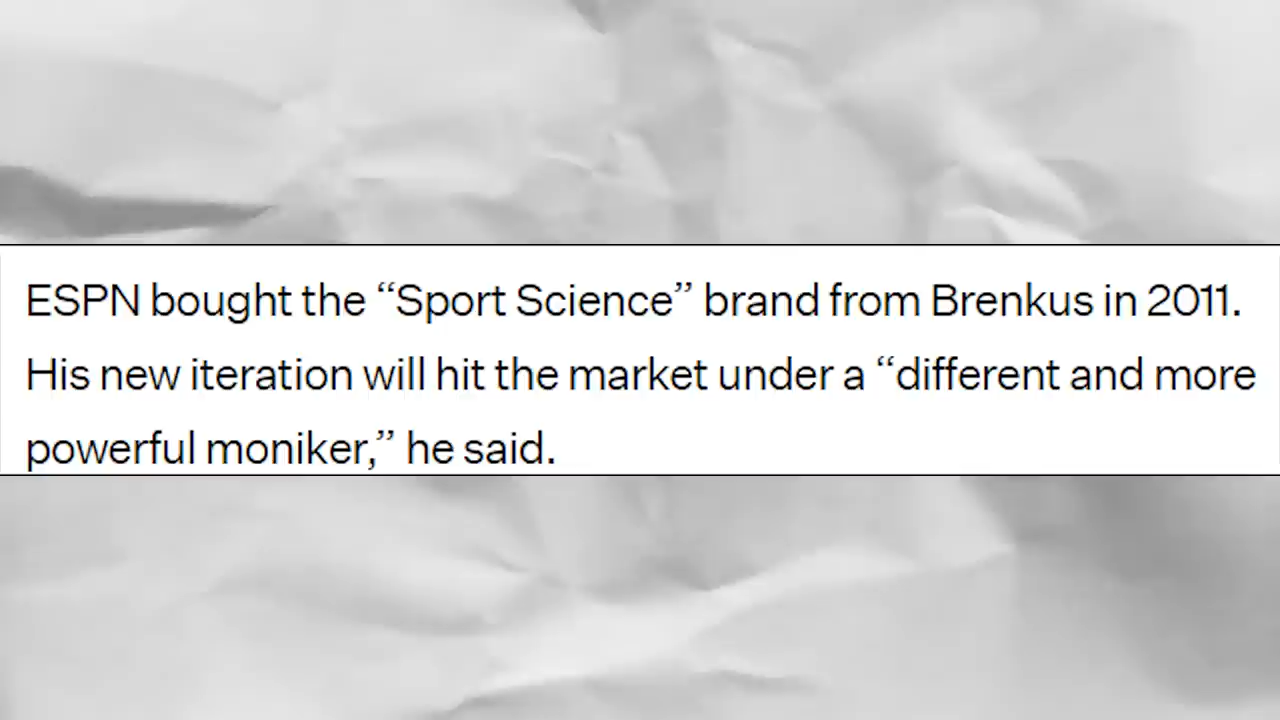 ESPN bought the “Sport Science” brand from Brenkus in 2011.
His new iteration will hit the market under a “different and more
powerful moniker,” he said.